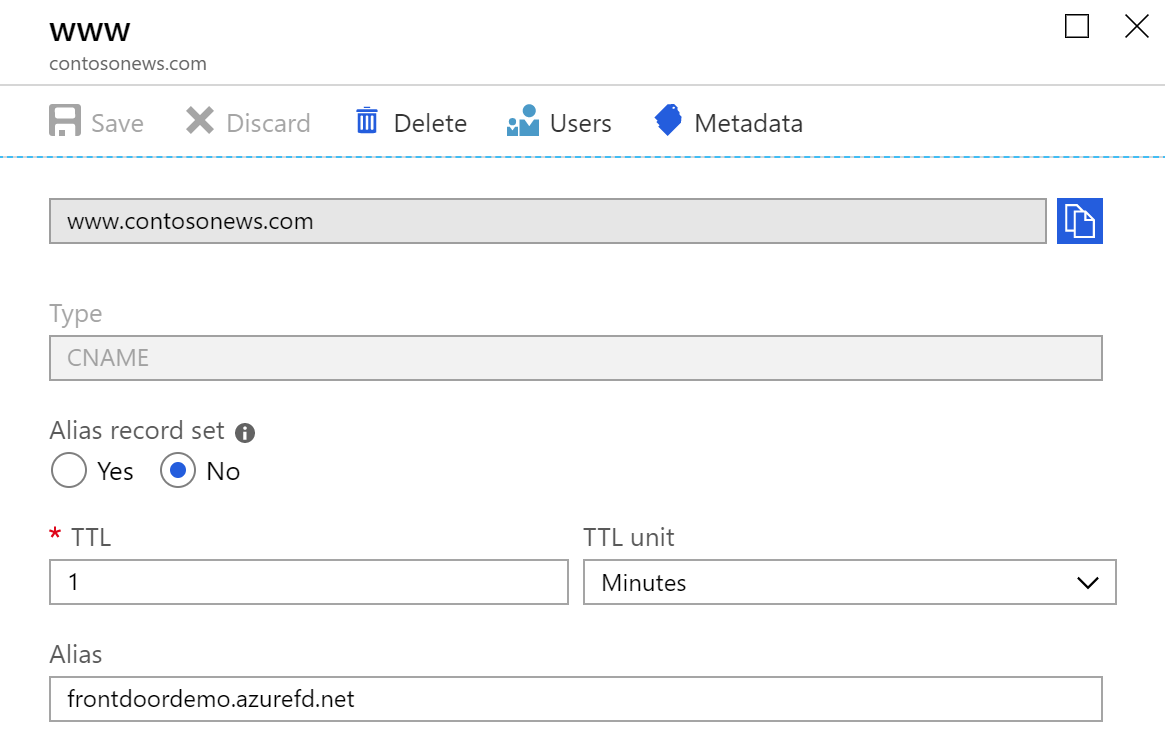 www
contosonews.com
Save Discard Delete Users Metadata
www.contosonews.com
Type
CNAME
Alias record set
Yes No
* TTL TTL unit
1 Minutes
Alias
frontdoordemo.azurefd.net